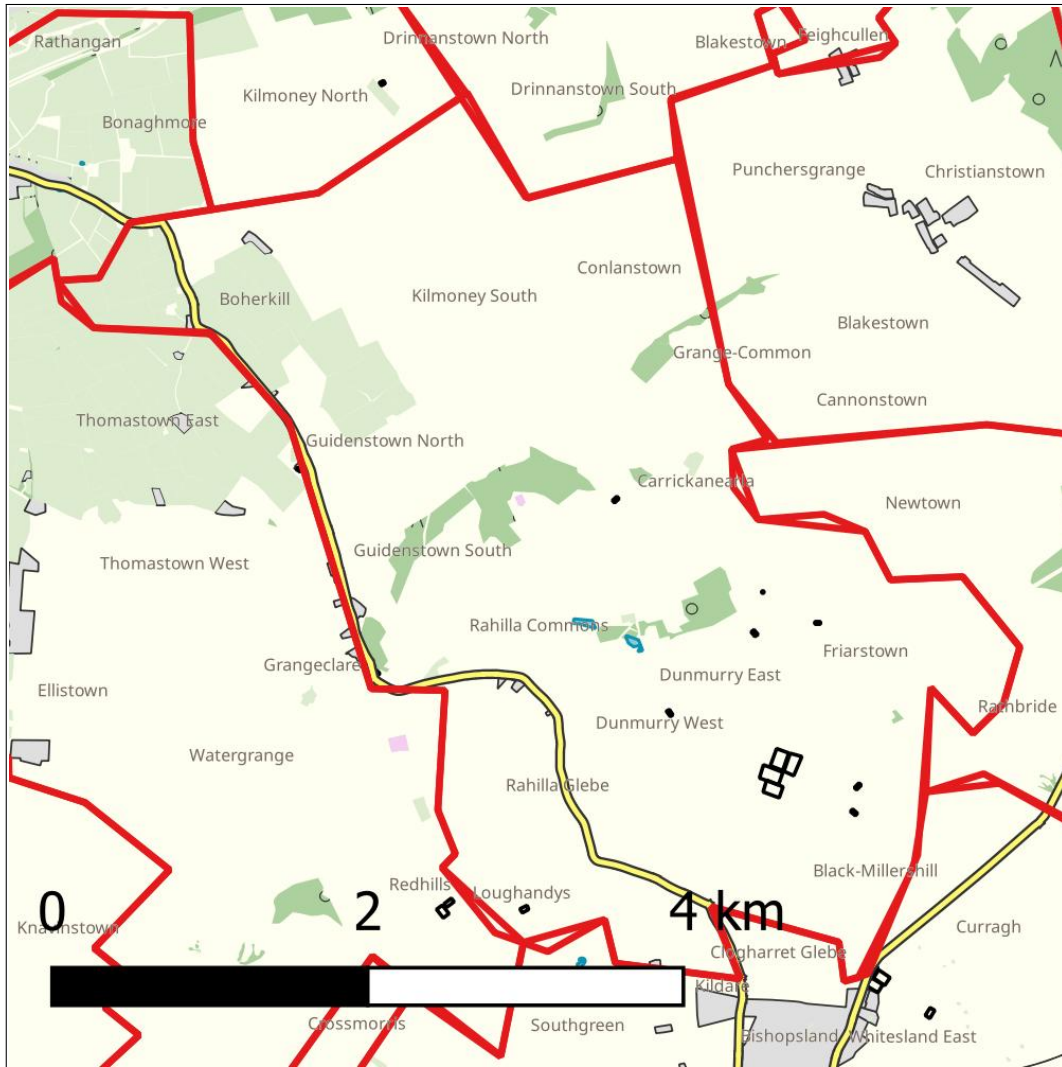 Drinnanstown North
Feighcullen
Rathangan
Blakestown
Drinnanstown South
Kilmoney North
Bonaghmore
Punchersgrange
Christianstown
Conlanstown
Boherkill
Kilmoney South
Blakestown
Grange-Common
Cannonstown
Thomastown East
Guidenstown North
Carrickanearla
Newtown
Guidenstown South
Thomastown West
Rahilla Commons
Friarstown
Grangeclare
Dunmurry East
Ellistown
Rathbride
Dunmurry West
Watergrange
Rahilla Glebe
Black-Millershill
Redhills
Loughandys
0 2 4 km
Knavinstown
Curragh
Clogharret Glebe
Kildare
Crossmorris
Southgreen
Bishopsland
Whitesland East